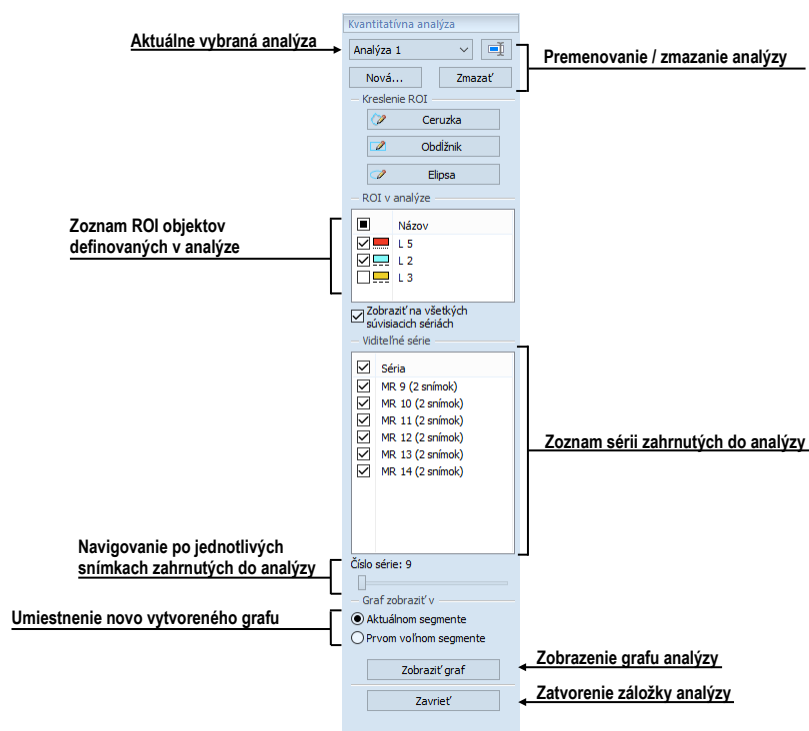 Kvantitatívna analýza
Aktuálne vybraná analýza
Analýza 1
Premenovanie / zmazanie analýzy
Nová...
Zmazať
Kreslenie ROI
Ceruzka
Obdĺžnik
Elipsa
ROI v analýze
Zoznam ROI objektov
definovaných v analýze
Názov
L 5
L 2
L 3
Zobraziť na všetkých
súvisiacich sériách
Viditeľné série
Séria
MR 9 (2 snímok)
MR 10 (2 snímok)
MR 11 (2 snímok)
MR 12 (2 snímok)
MR 13 (2 snímok)
MR 14 (2 snímok)
Zoznam sérii zahrnutých do analýzy
Navigovanie po jednotlivých
snímkach zahrnutých do analýzy
Číslo série: 9
Graf zobraziť v
Umiestnenie novo vytvoreného grafu
Aktuálnom segmente
Prvom voľnom segmente
Zobraziť graf
Zobrazenie grafu analýzy
Zavrieť
Zatvorenie záložky analýzy